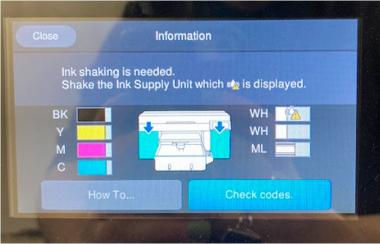 Close
Information
Ink shaking is needed.
Shake the Ink Supply Unit which is displayed.
BK
Y
M
C
WH
WH
ML
How To...
Check codes.